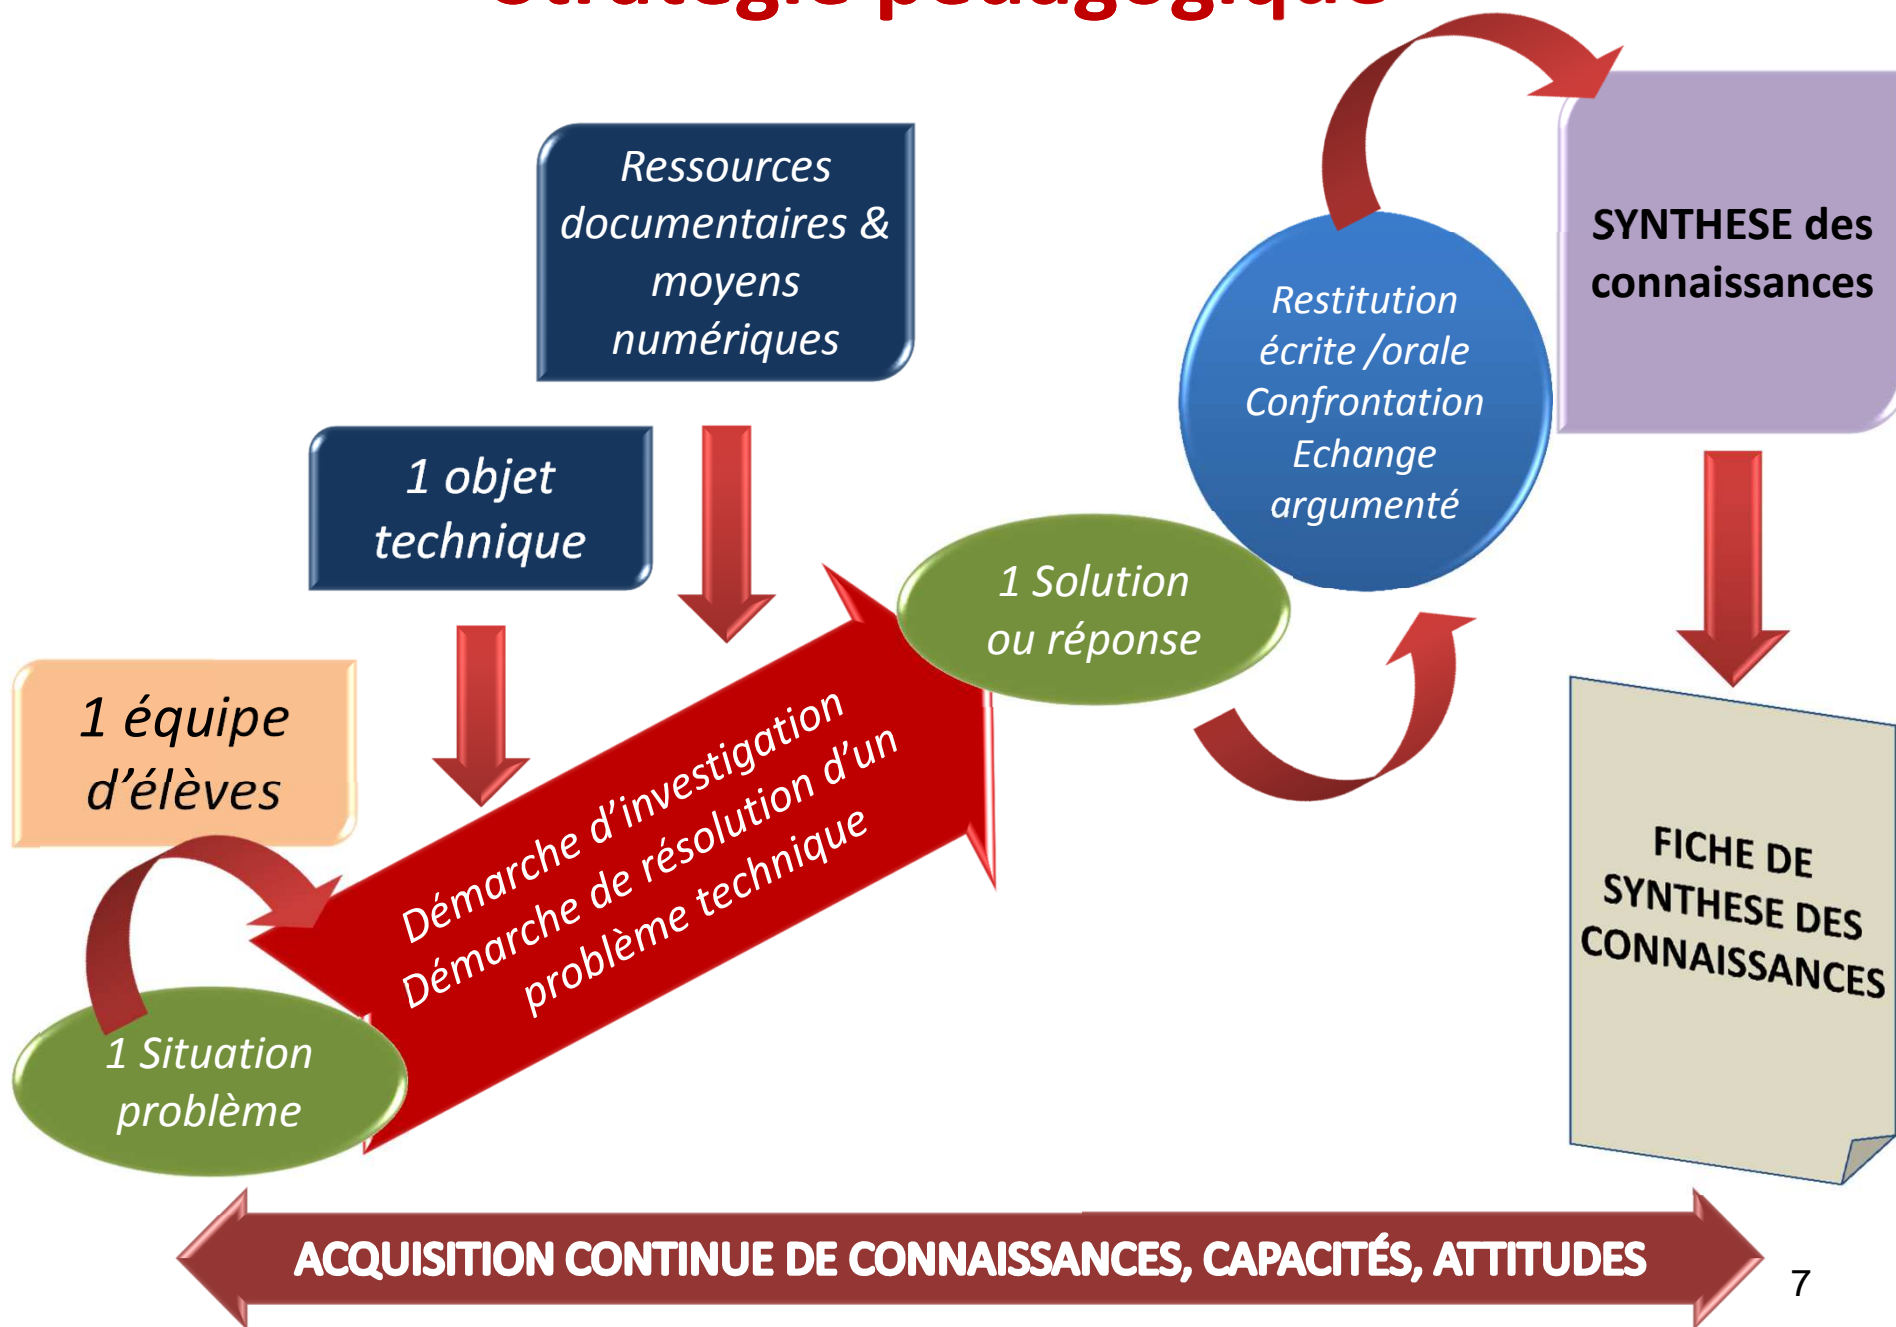 Stratégie pédagogique
Ressources
documentaires &
moyens
numériques
1 objet
technique
1 équipe
d’élèves
1 Situation
problème
Démarche d’investigation
Démarche de résolution d’un
problème technique
1 Solution
ou réponse
Restitution
écrite /orale
Confrontation
Echange
argumenté
SYNTHESE des
connaissances
FICHE DE
SYNTHESE DES
CONNAISSANCES
ACQUISITION CONTINUE DE CONNAISSANCES, CAPACITÉS, ATTITUDES
7